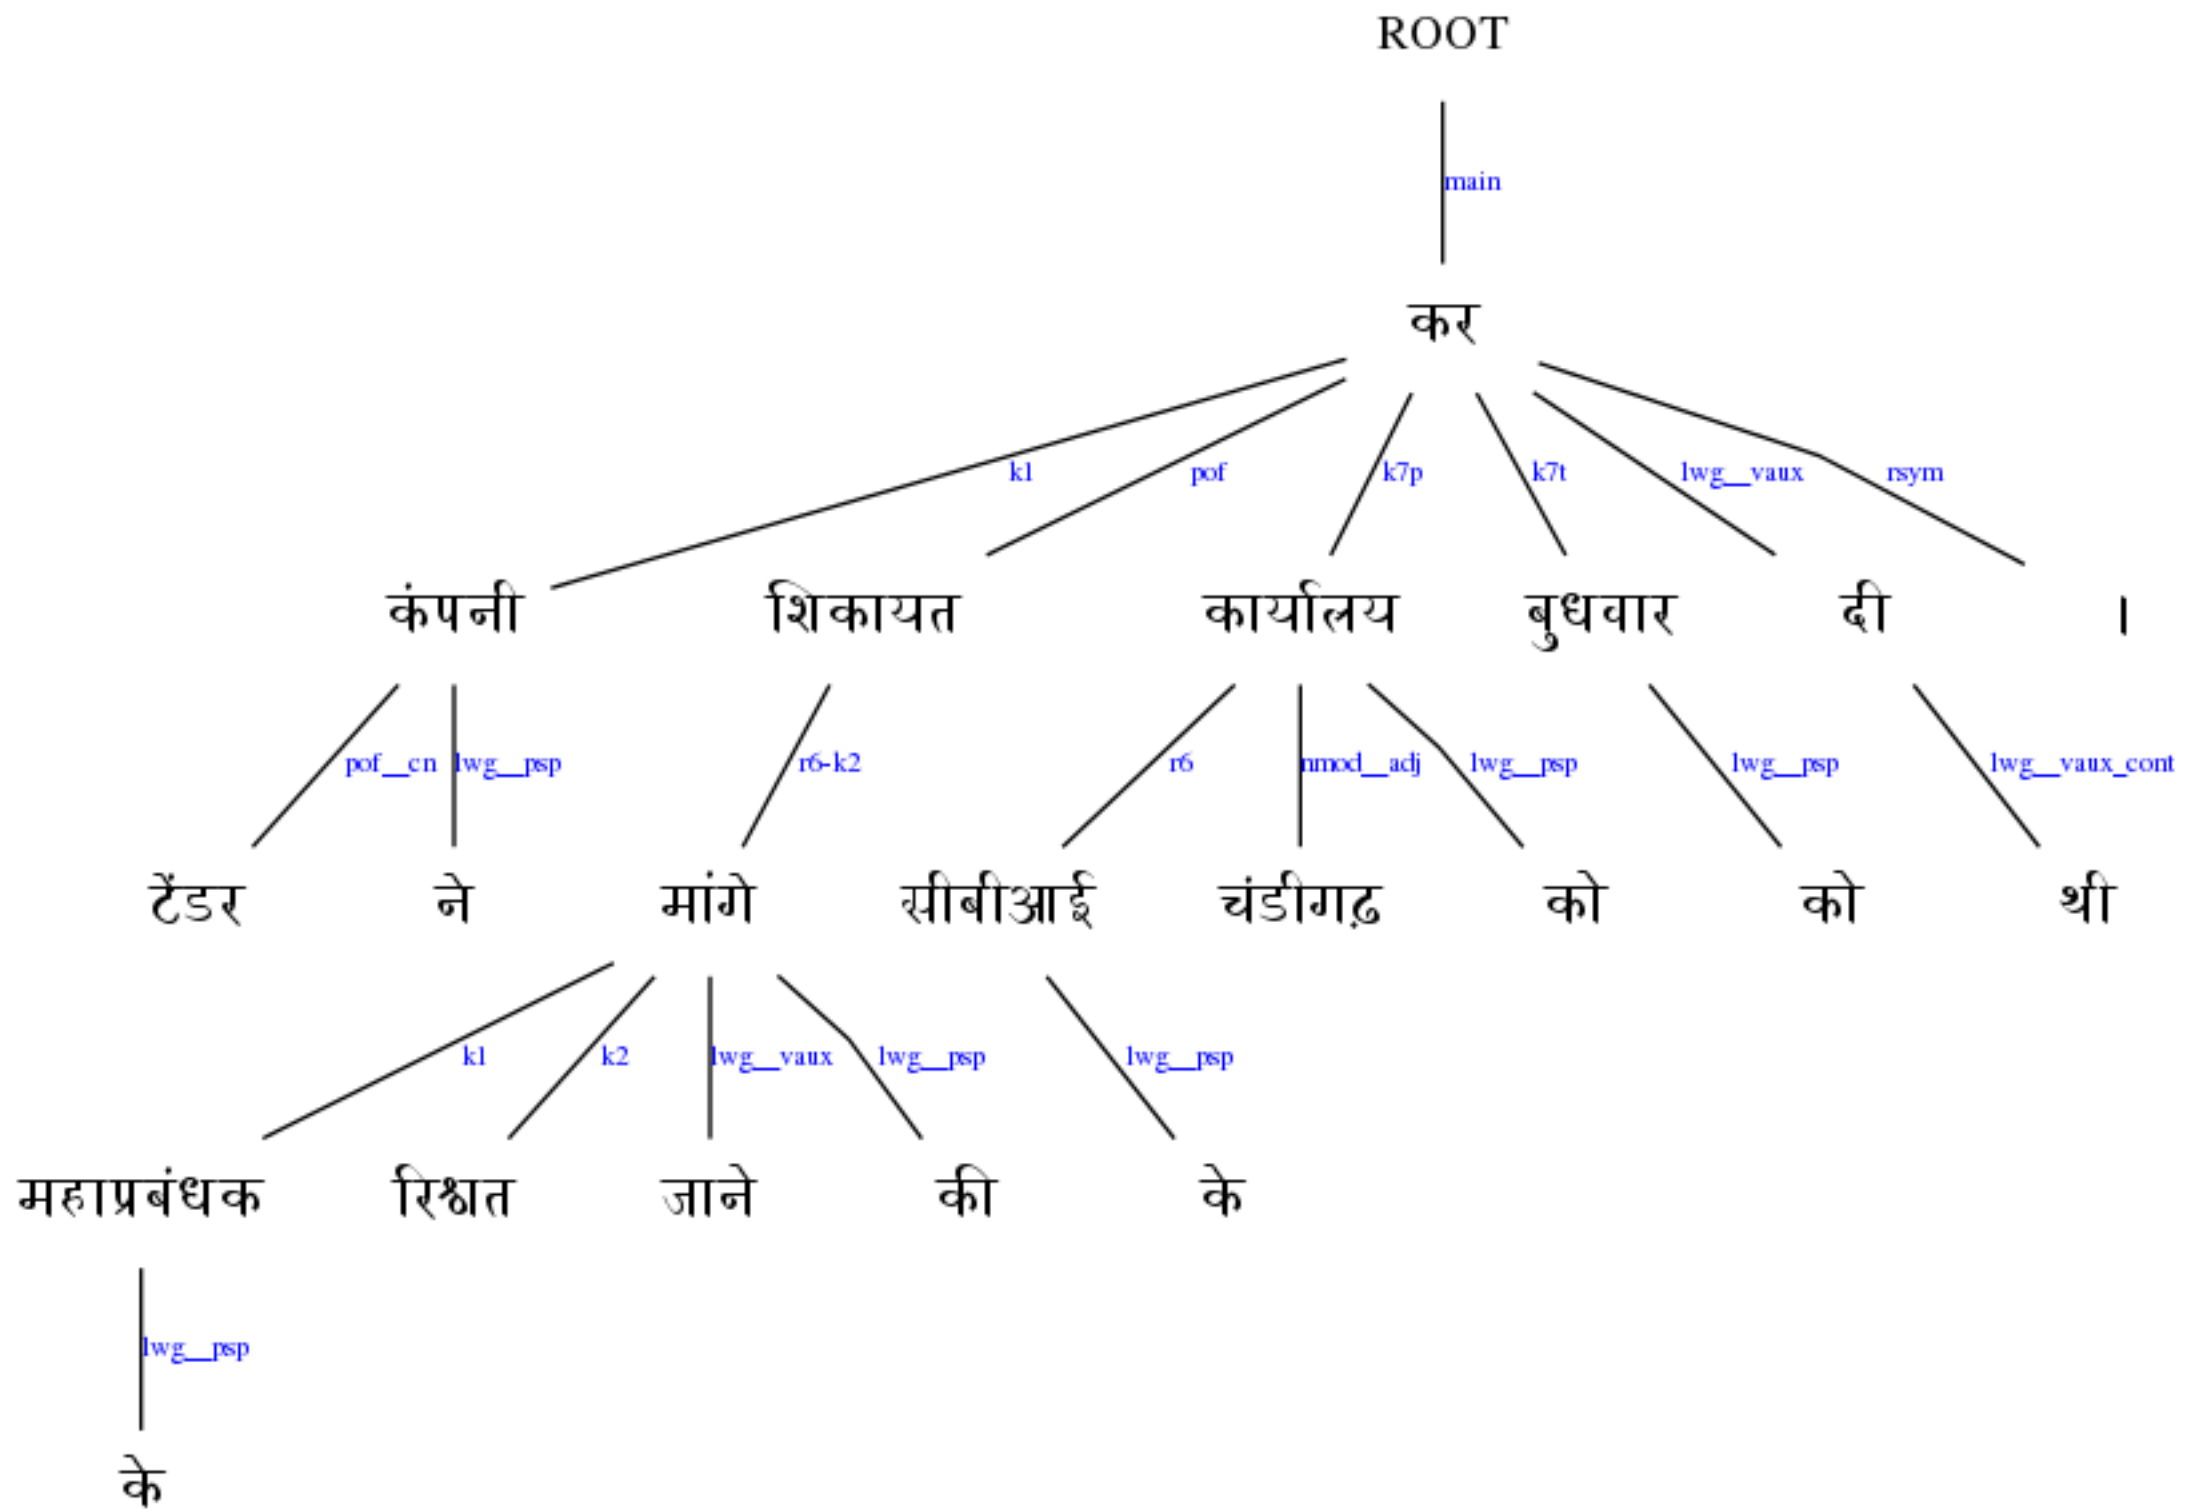 ROOT
main
कर
k1 pof k7p k7t lwg__vaux rsym
कंपनी शिकायत कार्यालय बुधवार दी ।
pof__cn lwg__psp r6-k2 r6 nmod__adj lwg__psp lwg__psp lwg__vaux_cont
टेंडर ने मांगे सीबीआई चंडीगढ़ को को थी
k1 k2 lwg__vaux lwg__psp lwg__psp
महाप्रबंधक रिश्वत जाने की के
lwg__psp
के